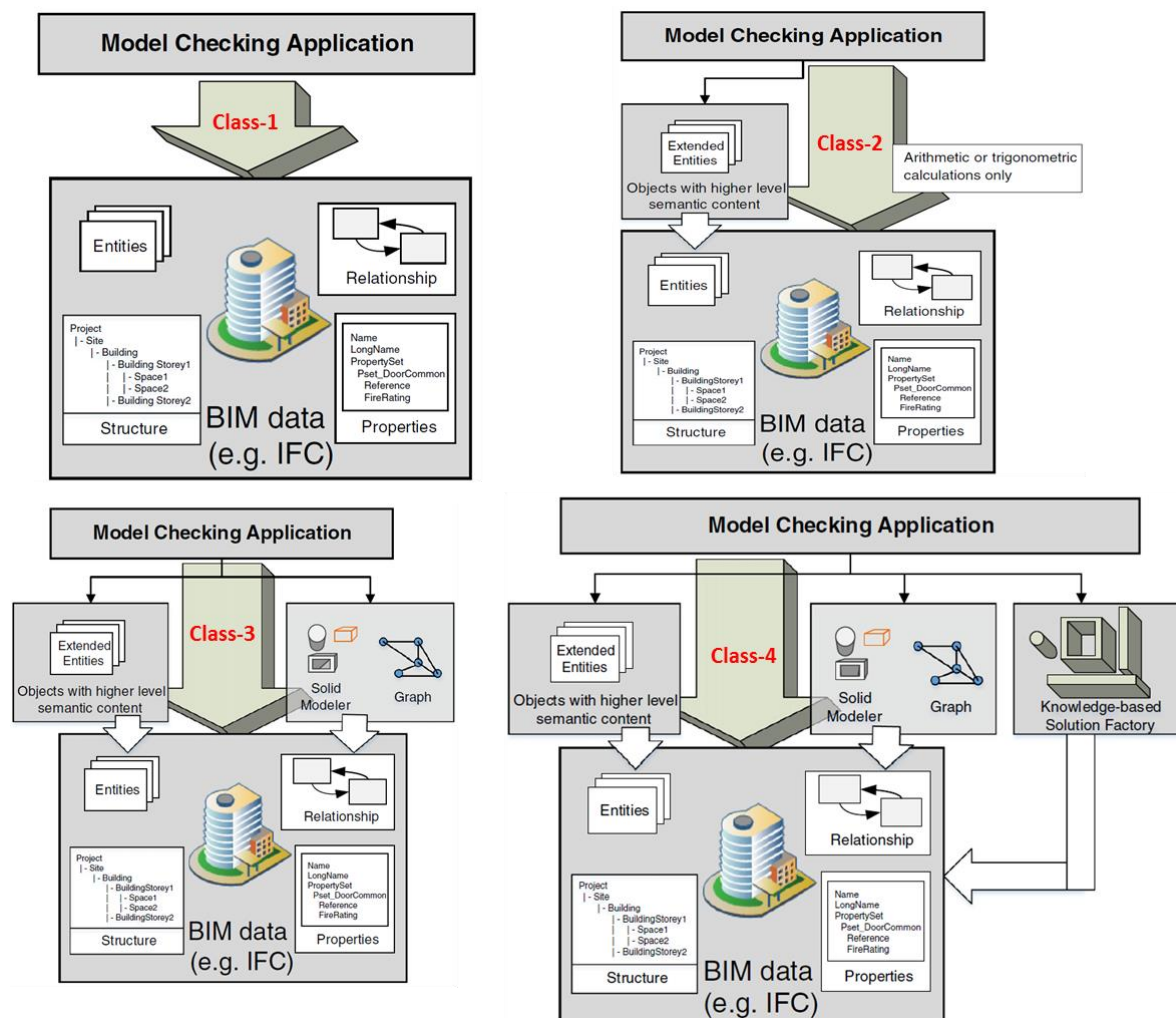 Model Checking Application
Class-1
Entities
Relationship
Project
|- Site
|- Building
|- Building Storey1
| |- Space1
| |- Space2
|- Building Storey2
Structure
Name
LongName
PropertySet
Pset_DoorCommon
Reference
FireRating
Properties
BIM data
(e.g. IFC)
Model Checking Application
Extended
Entities
Objects with higher level
semantic content
Class-2
Arithmetic or trigonometric
calculations only
Entities
Relationship
Project
|- Site
|- Building
|- BuildingStorey1
| |- Space1
| |- Space2
|- BuildingStorey2
Structure
Name
LongName
PropertySet
Pset_DoorCommon
Reference
FireRating
Properties
BIM data
(e.g. IFC)
Model Checking Application
Extended
Entities
Objects with higher level
semantic content
Class-3
Solid
Modeler
Graph
Entities
Relationship
Project
|- Site
|- Building
|- BuildingStorey1
| |- Space1
| |- Space2
|- BuildingStorey2
Structure
Name
LongName
PropertySet
Pset_DoorCommon
Reference
FireRating
Properties
BIM data
(e.g. IFC)
Model Checking Application
Extended
Entities
Objects with higher level
semantic content
Class-4
Solid
Modeler
Graph
Knowledge-based
Solution Factory
Entities
Relationship
Project
|- Site
|- Building
|- BuildingStorey1
| |- Space1
| |- Space2
|- BuildingStorey2
Structure
Name
LongName
PropertySet
Pset_DoorCommon
Reference
FireRating
Properties
BIM data
(e.g. IFC)